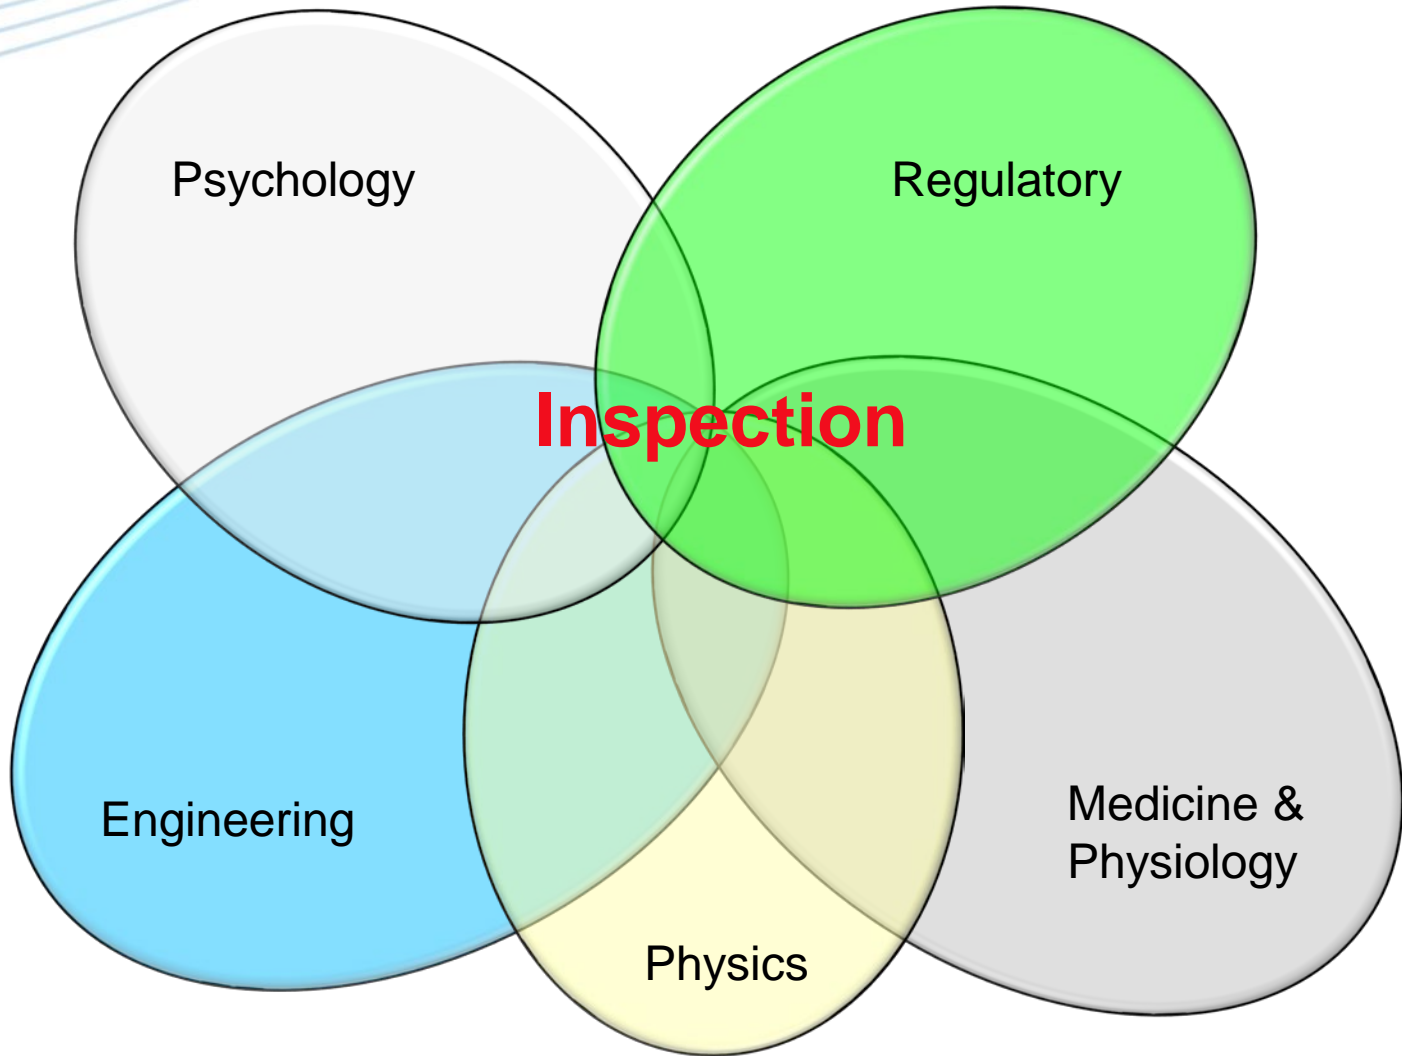 Psychology
Regulatory
Inspection
Engineering
Medicine &
Physiology
Physics